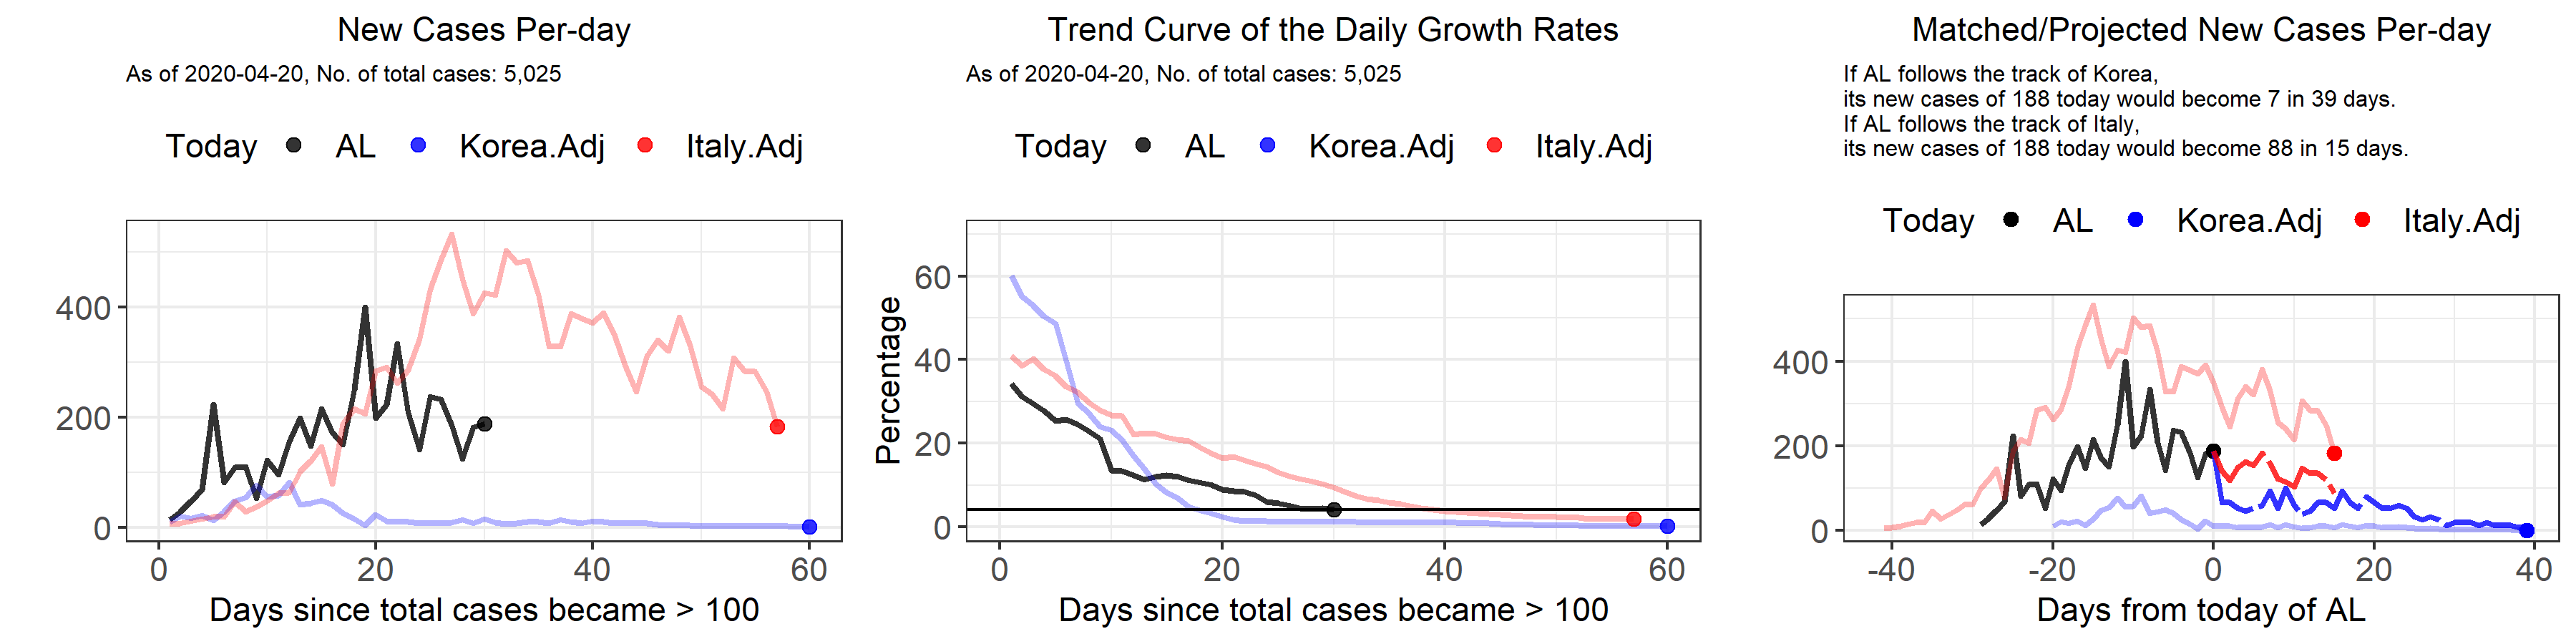 New Cases Per-day
As of 2020-04-20, No. of total cases: 5,025
Today AL Korea.Adj Italy.Adj
400
200
0
0 20 40 60
Days since total cases became > 100
Trend Curve of the Daily Growth Rates
As of 2020-04-20, No. of total cases: 5,025
Today AL Korea.Adj Italy.Adj
Percentage
60
40
20
0
0 20 40 60
Days since total cases became > 100
Matched/Projected New Cases Per-day
If AL follows the track of Korea,
its new cases of 188 today would become 7 in 39 days.
If AL follows the track of Italy,
its new cases of 188 today would become 88 in 15 days.
Today AL Korea.Adj Italy.Adj
400
200
0
-40 -20 0 20 40
Days from today of AL